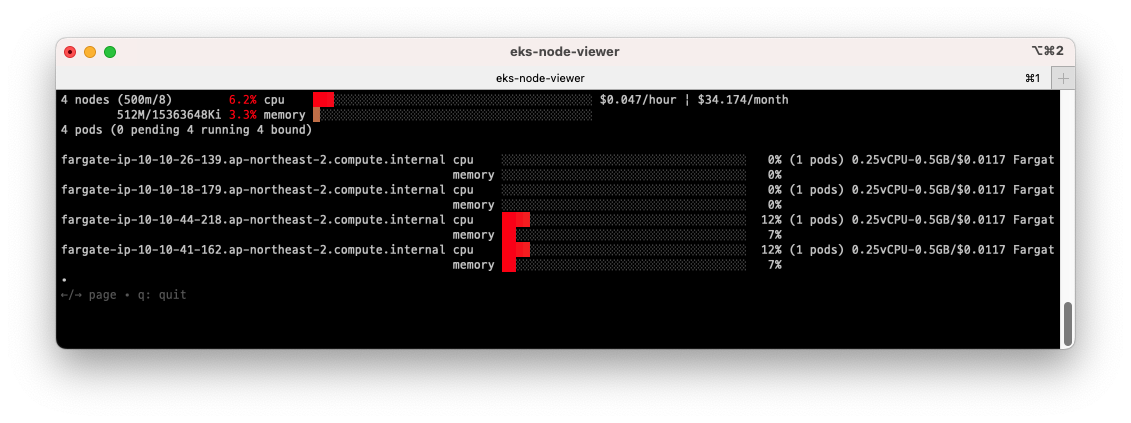 eks-node-viewer
⌥⌘2
eks-node-viewer
⌘1
4 nodes (500m/8) 6.2% cpu $0.047/hour | $34.174/month
512M/15363648Ki 3.3% memory
4 pods (0 pending 4 running 4 bound)
fargate-ip-10-10-26-139.ap-northeast-2.compute.internal cpu 0% (1 pods) 0.25vCPU-0.5GB/$0.0117 Fargat
memory 0%
fargate-ip-10-10-18-179.ap-northeast-2.compute.internal cpu 0% (1 pods) 0.25vCPU-0.5GB/$0.0117 Fargat
memory 0%
fargate-ip-10-10-44-218.ap-northeast-2.compute.internal cpu 12% (1 pods) 0.25vCPU-0.5GB/$0.0117 Fargat
memory 7%
fargate-ip-10-10-41-162.ap-northeast-2.compute.internal cpu 12% (1 pods) 0.25vCPU-0.5GB/$0.0117 Fargat
memory 7%
•
←/→ page • q: quit